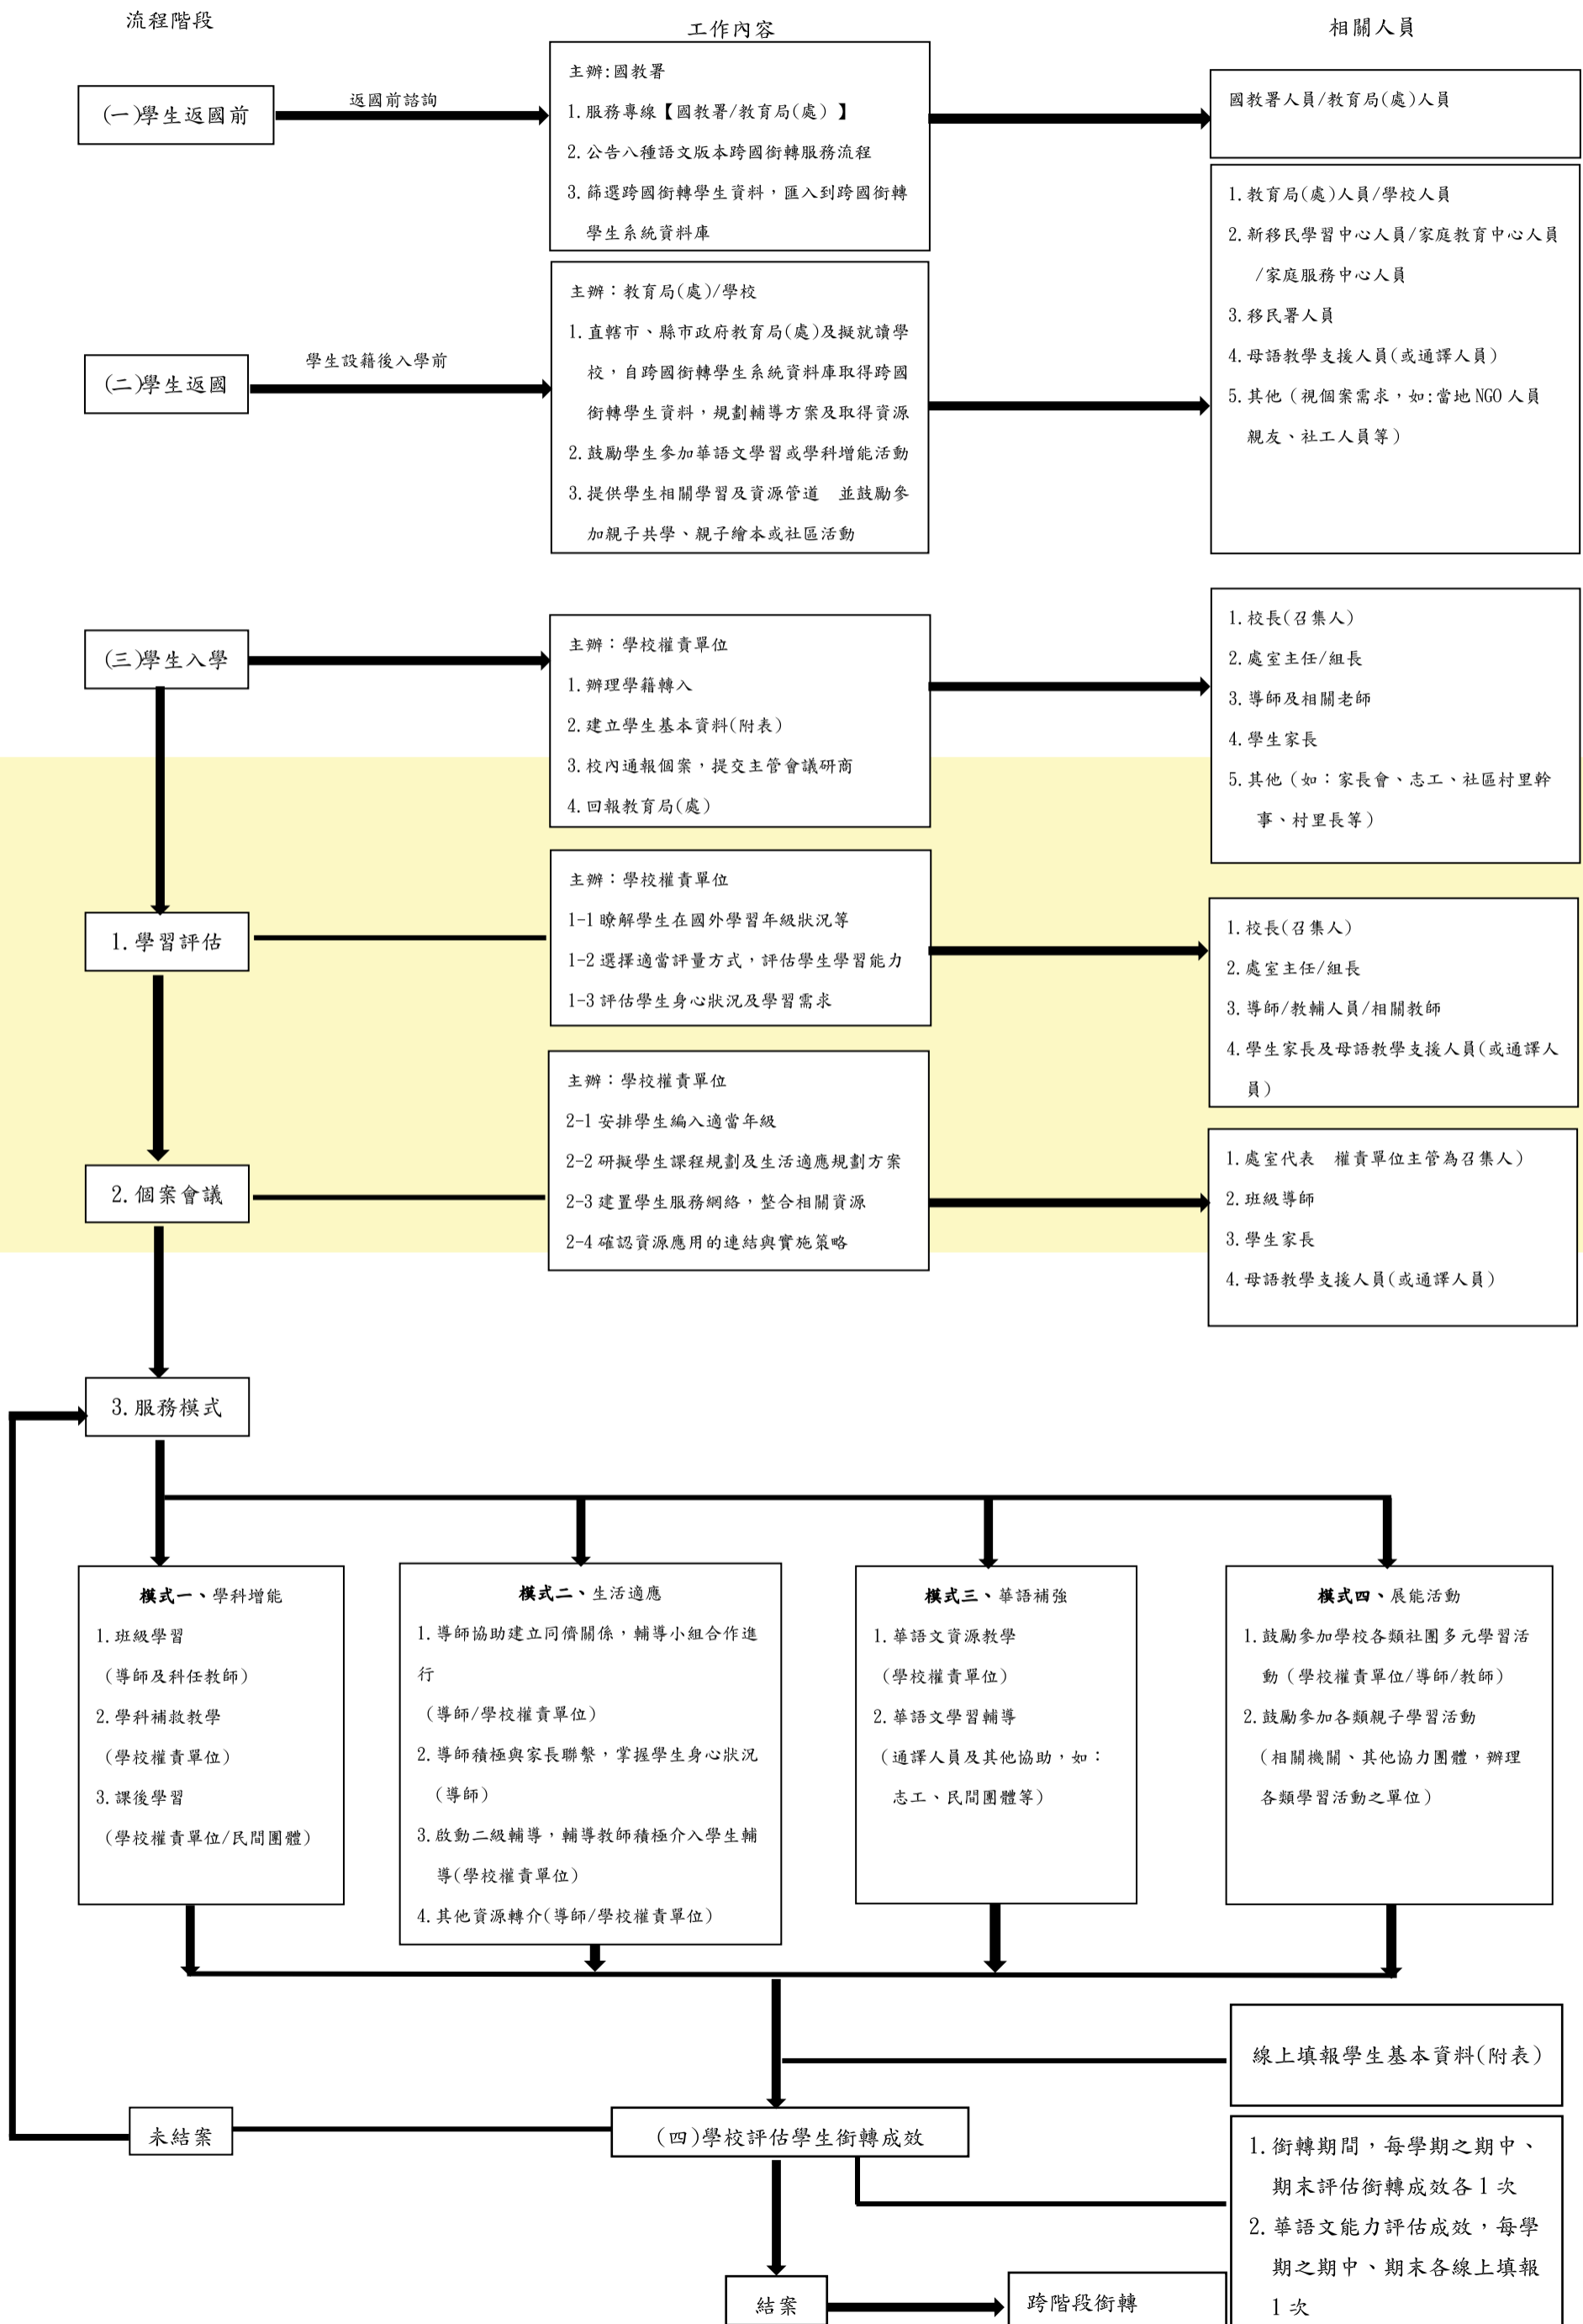 流程階段
工作內容
相關人員
(一)學生返國前
返國前諮詢
主辦:國教署
1.服務專線【國教署/教育局(處)】
2.公告八種語文版本跨國銜轉服務流程
3.篩選跨國銜轉學生資料，匯入到跨國銜轉
學生系統資料庫
國教署人員/教育局(處)人員
(二)學生返國
學生設籍後入學前
主辦：教育局(處)/學校
1.直轄市、縣市政府教育局(處)及擬就讀學
校，自跨國銜轉學生系統資料庫取得跨國
銜轉學生資料，規劃輔導方案及取得資源
2.鼓勵學生參加華語文學習或學科增能活動
3.提供學生相關學習及資源管道　並鼓勵參
加親子共學、親子繪本或社區活動
1.教育局(處)人員/學校人員
2.新移民學習中心人員/家庭教育中心人員
/家庭服務中心人員
3.移民署人員
4.母語教學支援人員(或通譯人員)
5.其他（視個案需求，如:當地 NGO 人員
親友、社工人員等）
(三)學生入學
主辦：學校權責單位
1.辦理學籍轉入
2.建立學生基本資料(附表)
3.校內通報個案，提交主管會議研商
4.回報教育局(處)
1.校長(召集人)
2.處室主任/組長
3.導師及相關老師
4.學生家長
5.其他（如：家長會、志工、社區村里幹
事、村里長等）
1.學習評估
主辦：學校權責單位
1-1 瞭解學生在國外學習年級狀況等
1-2 選擇適當評量方式，評估學生學習能力
1-3 評估學生身心狀況及學習需求
1.校長(召集人)
2.處室主任/組長
3.導師/教輔人員/相關教師
4.學生家長及母語教學支援人員(或通譯人
員)
2.個案會議
主辦：學校權責單位
2-1 安排學生編入適當年級
2-2 研擬學生課程規劃及生活適應規劃方案
2-3 建置學生服務網絡，整合相關資源
2-4 確認資源應用的連結與實施策略
1.處室代表　權責單位主管為召集人）
2.班級導師
3.學生家長
4.母語教學支援人員(或通譯人員)
3.服務模式
模式一、學科增能
1.班級學習
（導師及科任教師）
2.學科補救教學
(學校權責單位)
3.課後學習
（學校權責單位/民間團體）
模式二、生活適應
1.導師協助建立同儕關係，輔導小組合作進
行
（導師/學校權責單位）
2.導師積極與家長聯繫，掌握學生身心狀況
（導師）
3.啟動二級輔導，輔導教師積極介入學生輔
導(學校權責單位)
4.其他資源轉介(導師/學校權責單位)
模式三、華語補強
1.華語文資源教學
（學校權責單位）
2.華語文學習輔導
（通譯人員及其他協助，如：
志工、民間團體等）
模式四、展能活動
1.鼓勵參加學校各類社團多元學習活
動（學校權責單位/導師/教師）
2.鼓勵參加各類親子學習活動
（相關機關、其他協力團體，辦理
各類學習活動之單位）
線上填報學生基本資料(附表)
未結案
(四)學校評估學生銜轉成效
1.銜轉期間，每學期之期中、
期末評估銜轉成效各 1 次
2.華語文能力評估成效，每學
期之期中、期末各線上填報
1 次
結案
跨階段銜轉